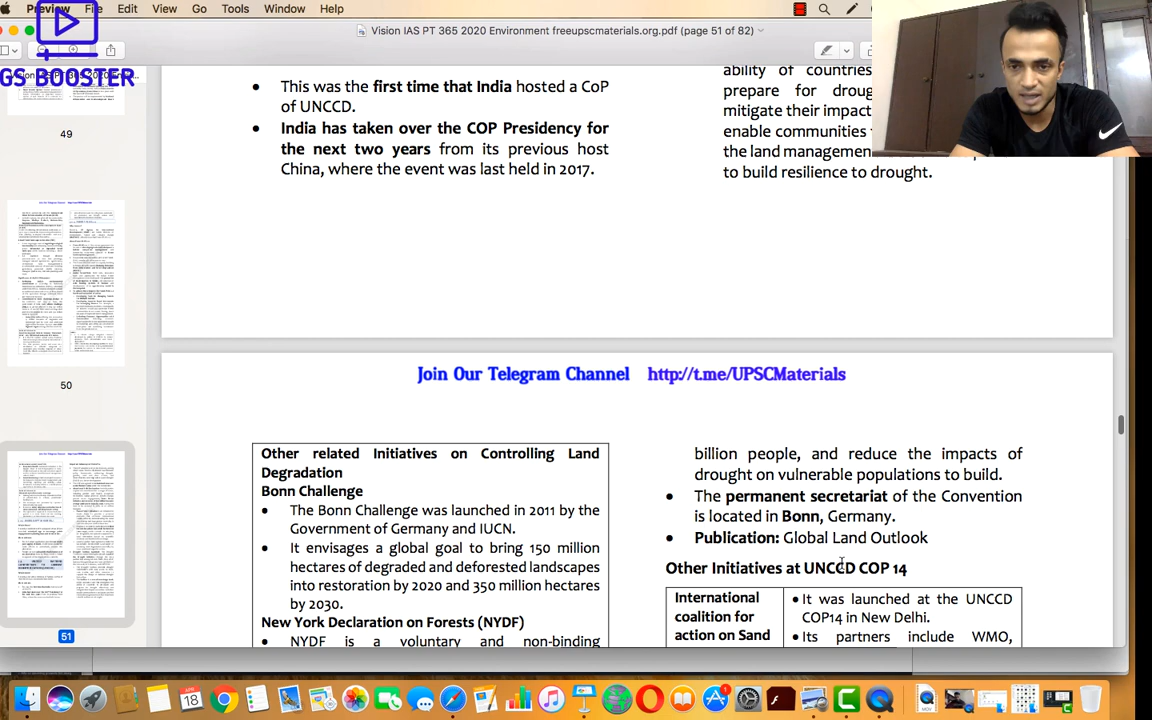 Preview File Edit View Go Tools Window Help
Vision IAS PT 365 2020 Environment freeupscmaterials.org.pdf (page 51 of 82)
GS BOOSTER
IAS PT 365 2020 Environment f...
49
50
51
This was the first time that India hosted a CoP
of UNCCD.
India has taken over the COP Presidency for
the next two years from its previous host
China, where the event was last held in 2017.
ability of countries
prepare for
mitigate their impact
enable communities
the land managemen
to build resilience to drought.
Join Our Telegram Channel http://t.me/UPSCMaterials
Other related Initiatives on Controlling Land
Degradation
Bonn Challenge
The Bonn Challenge was launched in 2011 by the
Government of Germany and IUCN.
It envisages a global goal to bring 150 million
hectares of degraded and deforested landscapes
into restoration by 2020 and 350 million hectares
by 2030.
New York Declaration on Forests (NYDF)
NYDF is a voluntary and non-binding
billion people, and reduce the impacts of
drought on vulnerable populations to build.
The permanent secretariat of the Convention
is located in Bonn, Germany.
Publication: Global Land Outlook
Other Initiatives at UNCCD COP 14
International
coalition for
action on Sand
It was launched at the UNCCD
COP14 in New Delhi.
Its partners include WMO,
APR
18